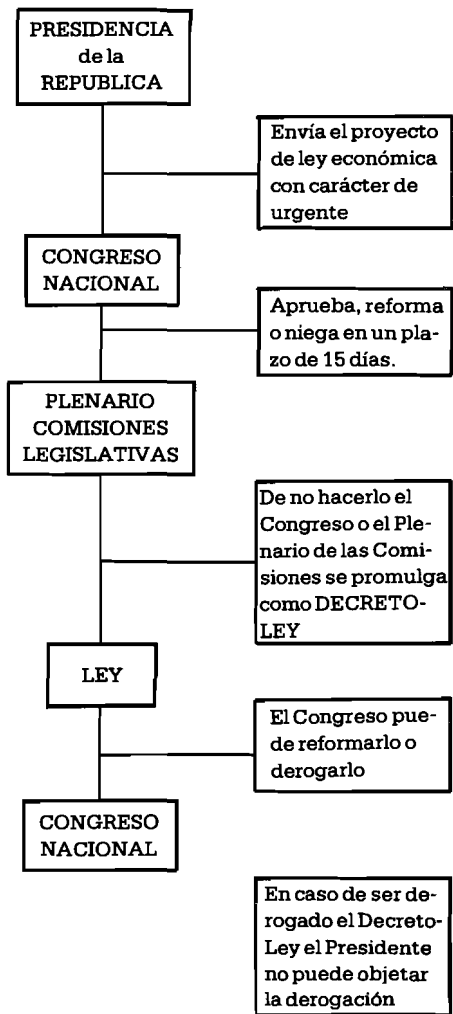 PRESIDENCIA
de la
REPUBLICA
Envía el proyecto
de ley económica
con carácter de
urgente
CONGRESO
NACIONAL
Aprueba, reforma
o niega en un pla-
zo de 15 días.
PLENARIO
COMISIONES
LEGISLATIVAS
De no hacerlo el
Congreso o el Ple-
nario de las Comi-
siones se promulga
como DECRETO-
LEY
LEY
El Congreso pue-
de reformarlo o
derogarlo
CONGRESO
NACIONAL
En caso de ser de-
rogado el Decreto-
Ley el Presidente
no puede objetar
la derogación